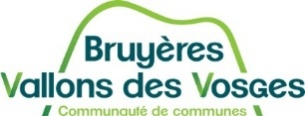 Bruyères
Vallons des Vosges
Communauté de communes